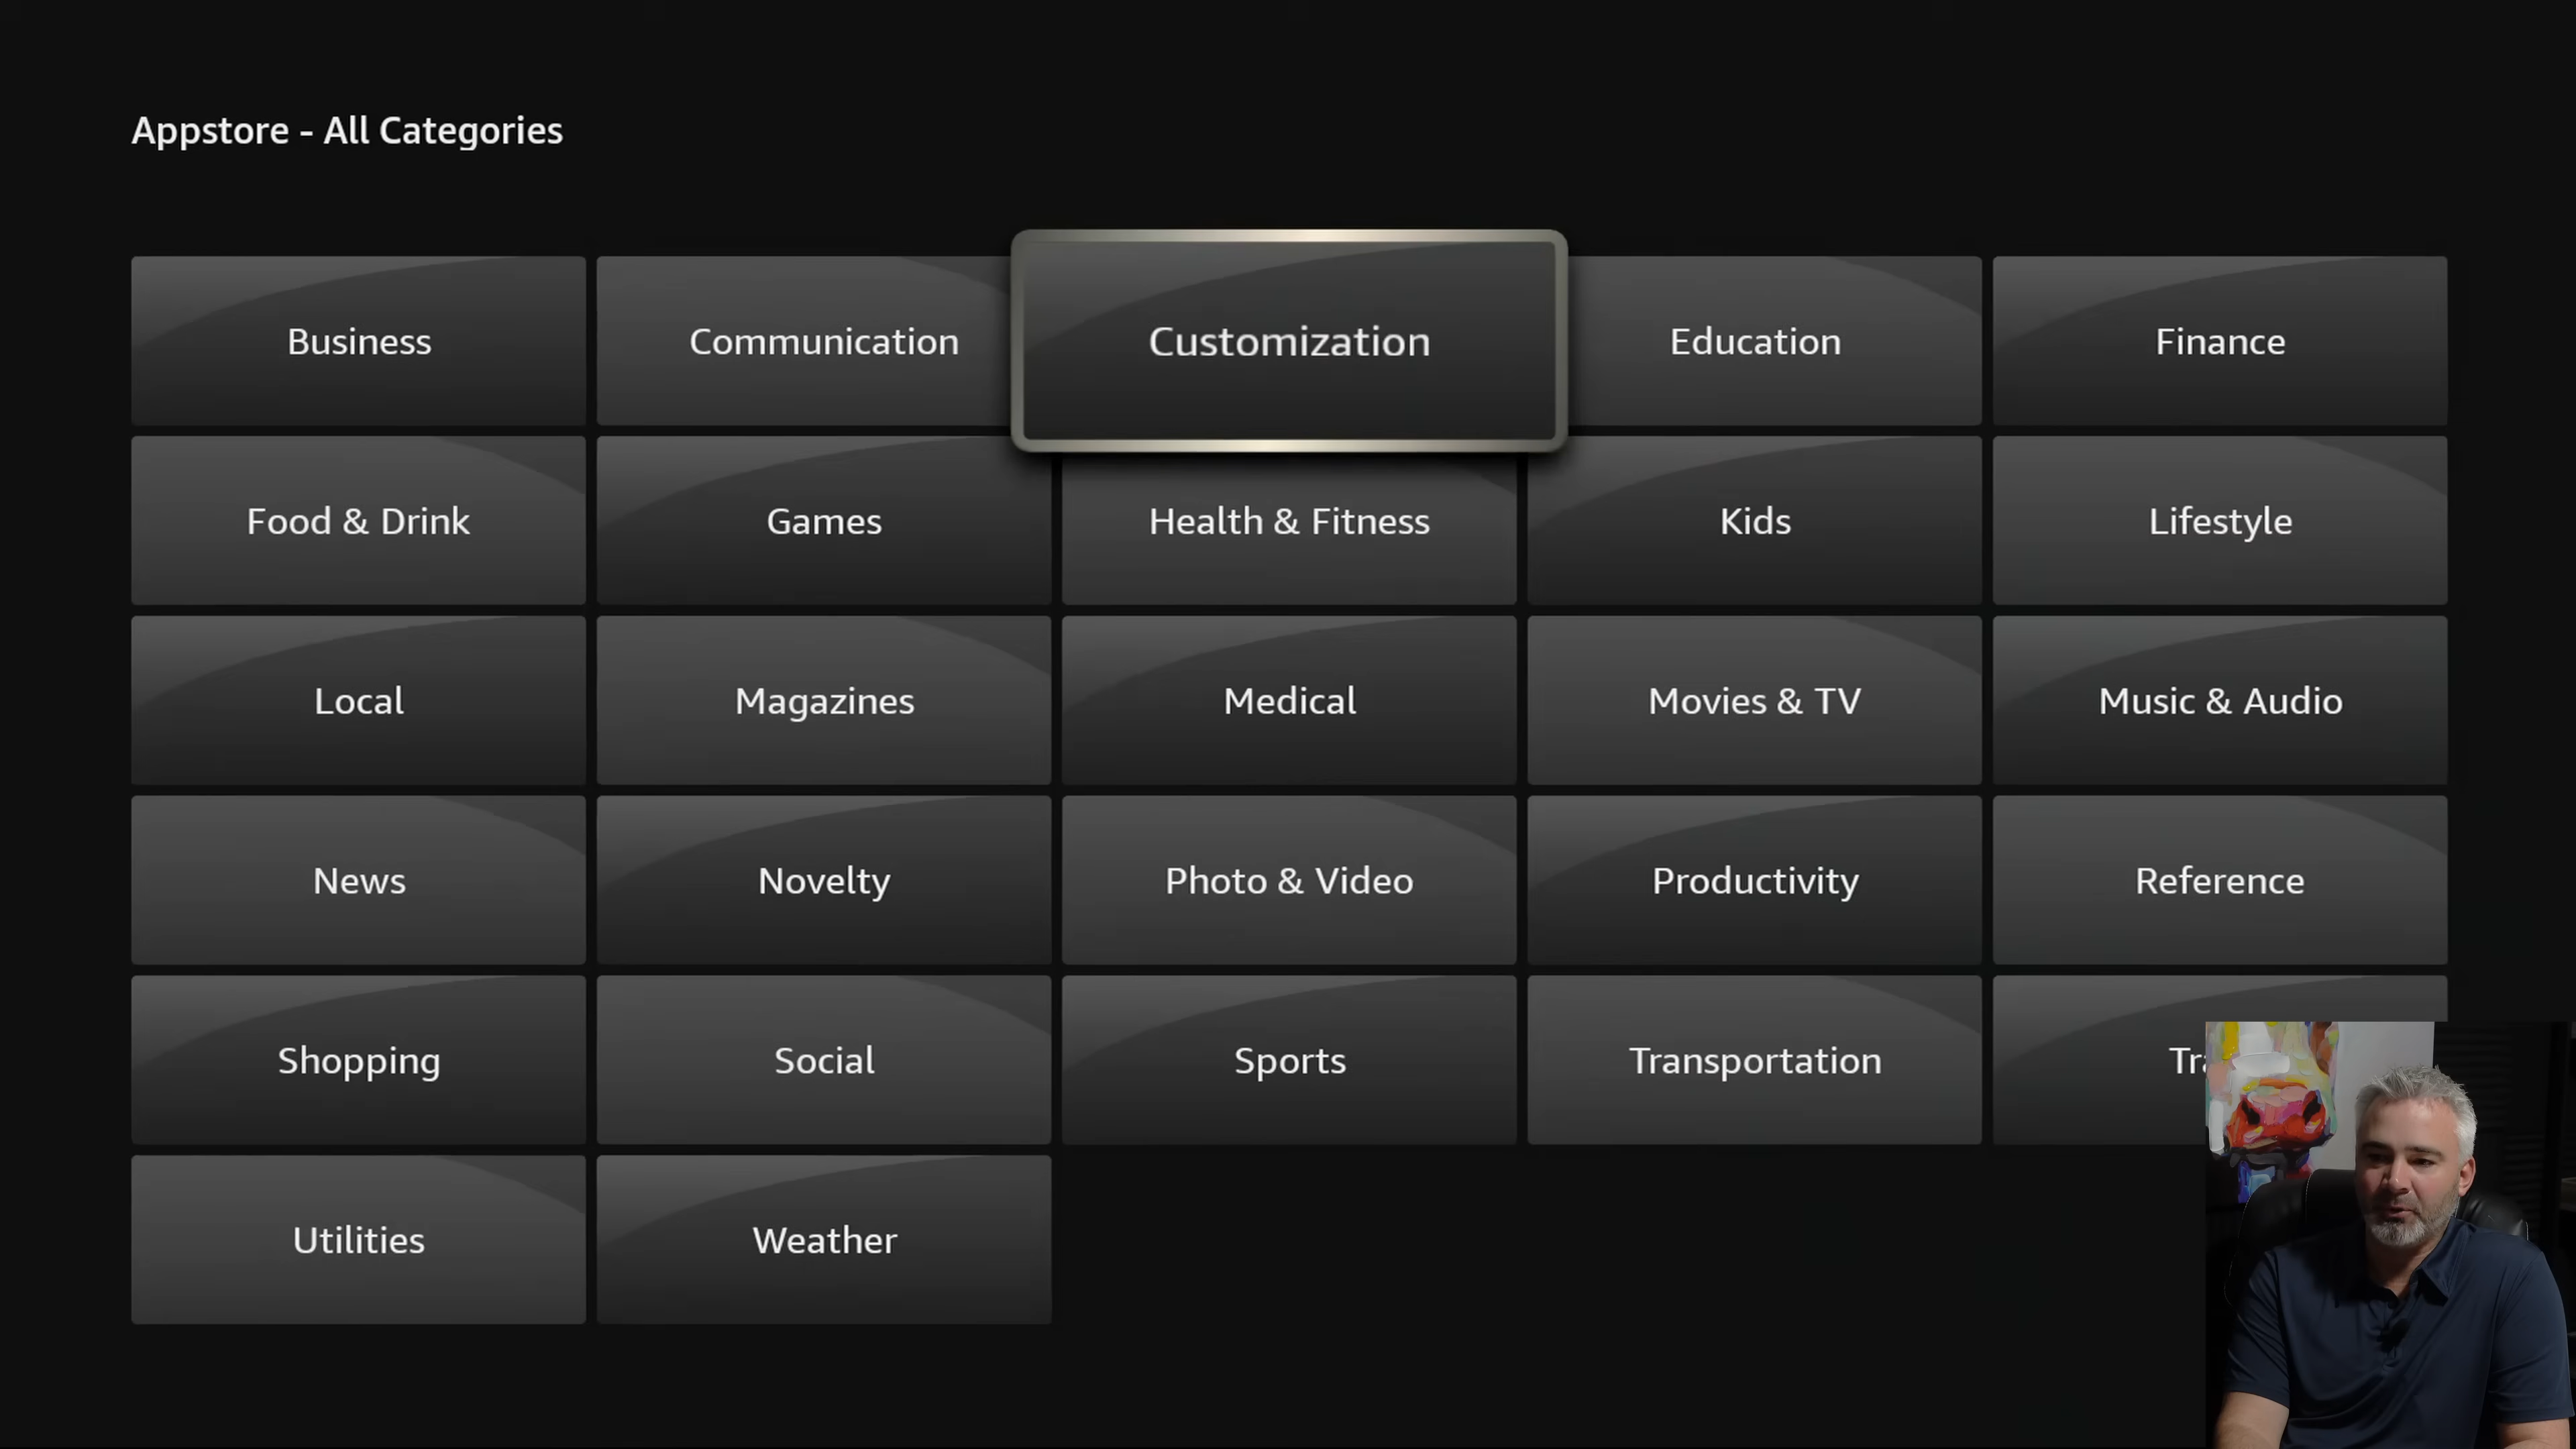 Appstore - All Categories
Business Communication Customization Education Finance
Food & Drink Games Health & Fitness Kids Lifestyle
Local Magazines Medical Movies & TV Music & Audio
News Novelty Photo & Video Productivity Reference
Shopping Social Sports Transportation
Utilities Weather